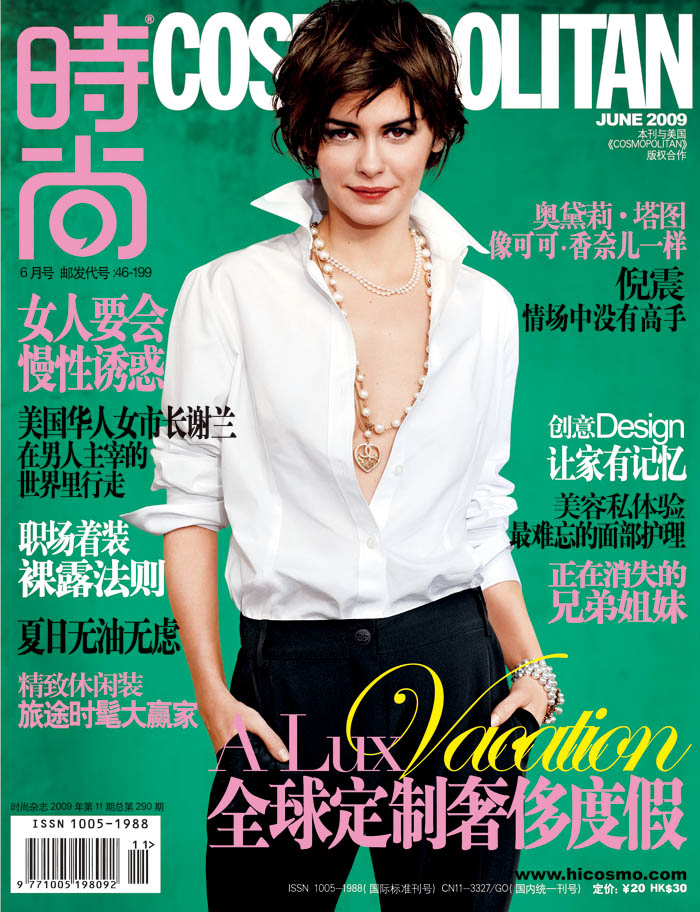 時尚
®COSMOPOLITAN
JUNE 2009
本刊与美国
《COSMOPOLITAN》
版权合作
6月号 邮发代号:46-199
奥黛莉·塔图
像可可·香奈儿一样
倪震
情场中没有高手
女人要会
慢性诱惑
美国华人女市长谢兰
在男人主宰的
世界里行走
职场着装
裸露法则
夏日无油无虑
精致休闲装
旅途时髦大赢家
创意Design
让家有记忆
美容私体验
最难忘的面部护理
正在消失的
兄弟姐妹
A Lux Vacation
全球定制奢侈度假
时尚杂志 2009 年第 11 期总第 290 期
ISSN 1005-1988
11>
9 771005 198092
www.hicosmo.com
ISSN 1005-1988(国际标准刊号) CN11-3327/GO(国内统一刊号) 定价: ¥20 HK$30